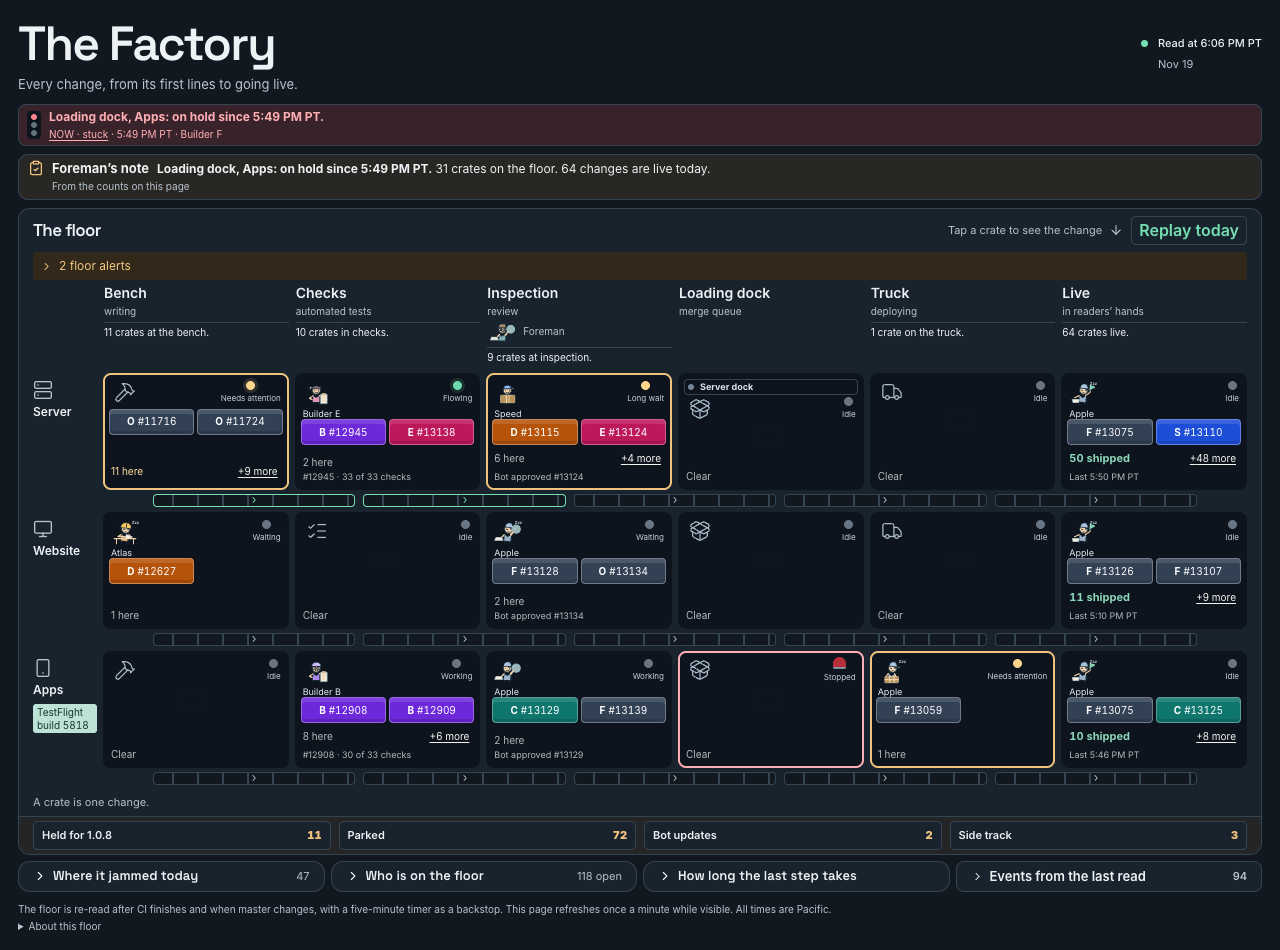 The Factory
Every change, from its first lines to going live.
Read at 6:06 PM PT
Nov 19
Loading dock, Apps: on hold since 5:49 PM PT.
NOW · stuck · 5:49 PM PT · Builder F
Foreman's note Loading dock, Apps: on hold since 5:49 PM PT. 31 crates on the floor. 64 changes are live today.
From the counts on this page
The floor
Tap a crate to see the change ↓
Replay today
2 floor alerts
Bench
writing
11 crates at the bench.
Checks
automated tests
10 crates in checks.
Inspection
review
Foreman
9 crates at inspection.
Loading dock
merge queue
Truck
deploying
1 crate on the truck.
Live
in readers' hands
64 crates live.
Server
Needs attention
O #11716
O #11724
11 here
+9 more
Flowing
Builder E
B #12945
E #13138
2 here
#12945 · 33 of 33 checks
Long wait
Speed
D #13115
E #13124
6 here
+4 more
Bot approved #13124
Server dock
Idle
Clear
Idle
Clear
Idle
Apple
F #13075
S #13110
50 shipped
+48 more
Last 5:50 PM PT
Website
Waiting
Atlas
D #12627
1 here
Idle
Clear
Waiting
Apple
F #13128
O #13134
2 here
Bot approved #13134
Idle
Clear
Idle
Clear
Idle
Apple
F #13126
F #13107
11 shipped
+9 more
Last 5:10 PM PT
Apps
TestFlight
build 5818
Idle
Clear
Working
Builder B
B #12908
B #12909
8 here
+6 more
#12908 · 30 of 33 checks
Working
Apple
C #13129
F #13139
2 here
Bot approved #13129
Stopped
Clear
Needs attention
Apple
F #13059
1 here
Idle
Apple
F #13075
C #13125
10 shipped
+8 more
Last 5:46 PM PT
A crate is one change.
Held for 1.0.8 11
Parked 72
Bot updates 2
Side track 3
Where it jammed today 47
Who is on the floor 118 open
How long the last step takes
Events from the last read 94
The floor is re-read after CI finishes and when master changes, with a five-minute timer as a backstop. This page refreshes once a minute while visible. All times are Pacific.
About this floor